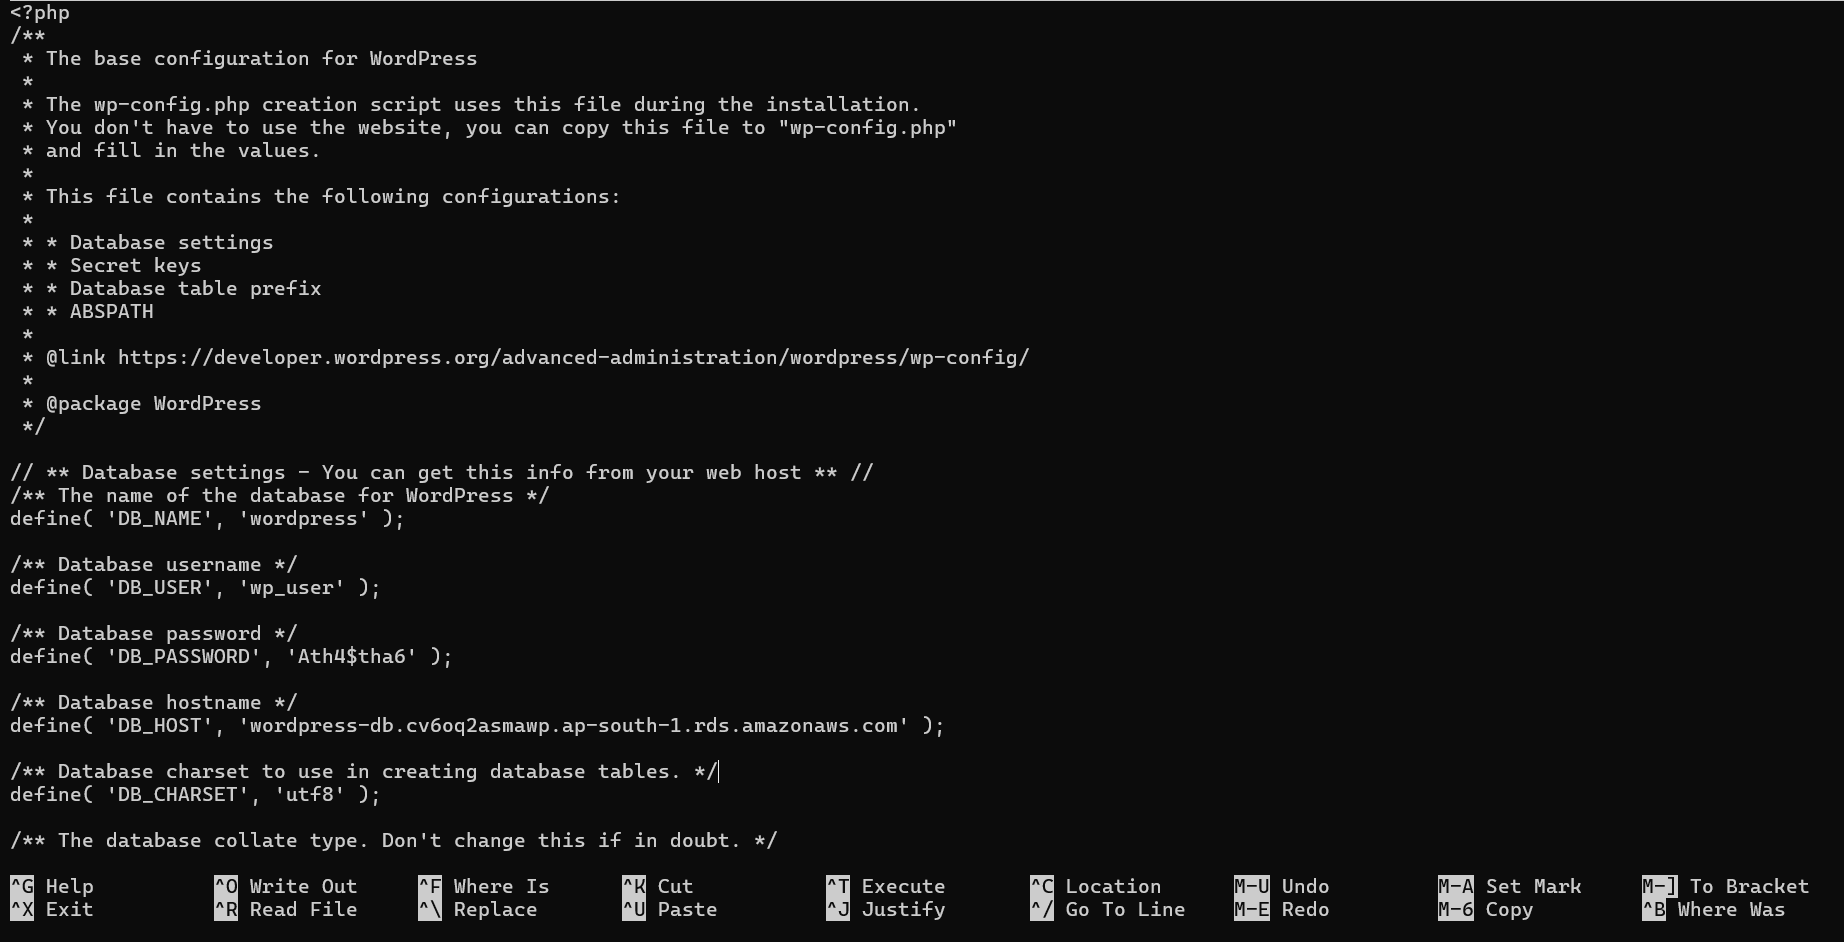 <?php
/**
 * The base configuration for WordPress
 *
 * The wp-config.php creation script uses this file during the installation.
 * You don't have to use the website, you can copy this file to "wp-config.php"
 * and fill in the values.
 *
 * This file contains the following configurations:
 *
 * * Database settings
 * * Secret keys
 * * Database table prefix
 * * ABSPATH
 *
 * @link https://developer.wordpress.org/advanced-administration/wordpress/wp-config/
 *
 * @package WordPress
 */

// ** Database settings - You can get this info from your web host ** //
/** The name of the database for WordPress */
define( 'DB_NAME', 'wordpress' );

/** Database username */
define( 'DB_USER', 'wp_user' );

/** Database password */
define( 'DB_PASSWORD', 'Ath4$tha6' );

/** Database hostname */
define( 'DB_HOST', 'wordpress-db.cv6oq2asmawp.ap-south-1.rds.amazonaws.com' );

/** Database charset to use in creating database tables. */
define( 'DB_CHARSET', 'utf8' );

/** The database collate type. Don't change this if in doubt. */

^G Help ^O Write Out ^F Where Is ^K Cut ^T Execute ^C Location M-U Undo M-A Set Mark M-] To Bracket
^X Exit ^R Read File ^\ Replace ^U Paste ^J Justify ^/ Go To Line M-E Redo M-6 Copy ^B Where Was